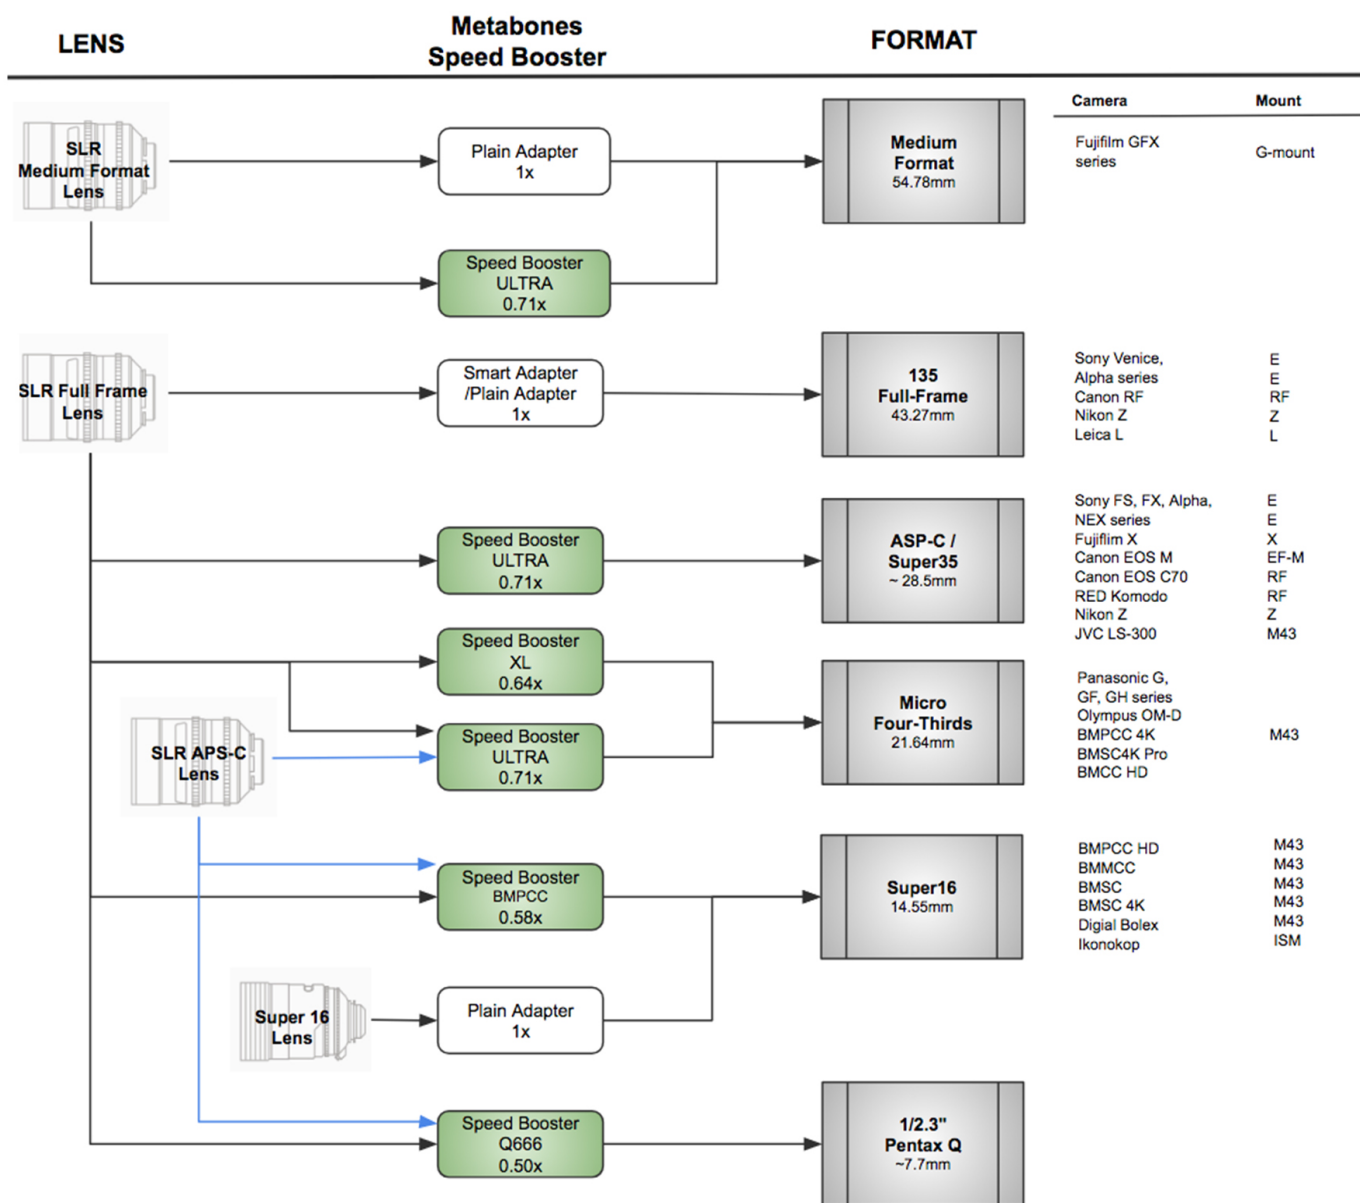 LENS
Metabones
Speed Booster
FORMAT
Camera Mount
SLR
Medium Format
Lens
Plain Adapter
1x
Medium
Format
54.78mm
Fujifilm GFX
series
G-mount
Speed Booster
ULTRA
0.71x
SLR Full Frame
Lens
Smart Adapter
/Plain Adapter
1x
135
Full-Frame
43.27mm
Sony Venice, E
Alpha series E
Canon RF RF
Nikon Z Z
Leica L L
Speed Booster
ULTRA
0.71x
ASP-C /
Super35
~ 28.5mm
Sony FS, FX, Alpha, E
NEX series E
Fujiflim X X
Canon EOS M EF-M
Canon EOS C70 RF
RED Komodo RF
Nikon Z Z
JVC LS-300 M43
Speed Booster
XL
0.64x
SLR APS-C
Lens
Speed Booster
ULTRA
0.71x
Micro
Four-Thirds
21.64mm
Panasonic G,
GF, GH series
Olympus OM-D
BMPCC 4K M43
BMSC4K Pro
BMCC HD
Speed Booster
BMPCC
0.58x
Super16
14.55mm
BMPCC HD M43
BMMCC M43
BMSC M43
BMSC 4K M43
Digial Bolex M43
Ikonokop ISM
Super 16
Lens
Plain Adapter
1x
Speed Booster
Q666
0.50x
1/2.3"
Pentax Q
~7.7mm